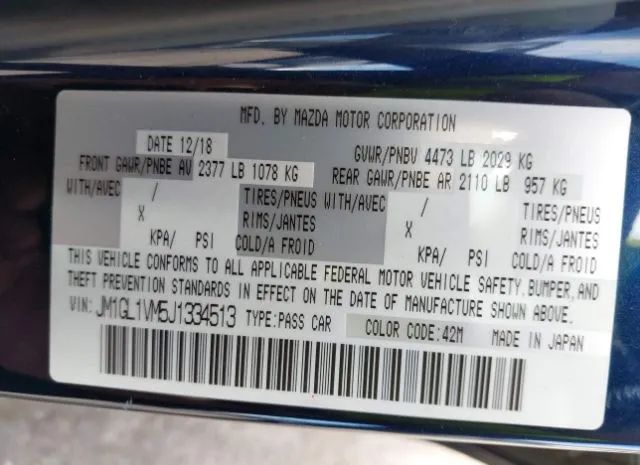 MFD. BY MAZDA MOTOR CORPORATION
DATE 12/18 GVWR/PNBV 4473 LB 2029 KG
FRONT GAWR/PNBE AV 2377 LB 1078 KG REAR GAWR/PNBE AR 2110 LB 957 KG
WITH/AVEC / TIRES/PNEUS WITH/AVEC / TIRES/PNEUS
X RIMS/JANTES X RIMS/JANTES
KPA/ PSI COLD/A FROID KPA/ PSI COLD/A FROID
THIS VEHICLE CONFORMS TO ALL APPLICABLE FEDERAL MOTOR VEHICLE SAFETY, BUMPER, AND
THEFT PREVENTION STANDARDS IN EFFECT ON THE DATE OF MANUFACTURE SHOWN ABOVE.
VIN: JM1GL1VM5J1334513 TYPE:PASS CAR COLOR CODE:42M MADE IN JAPAN